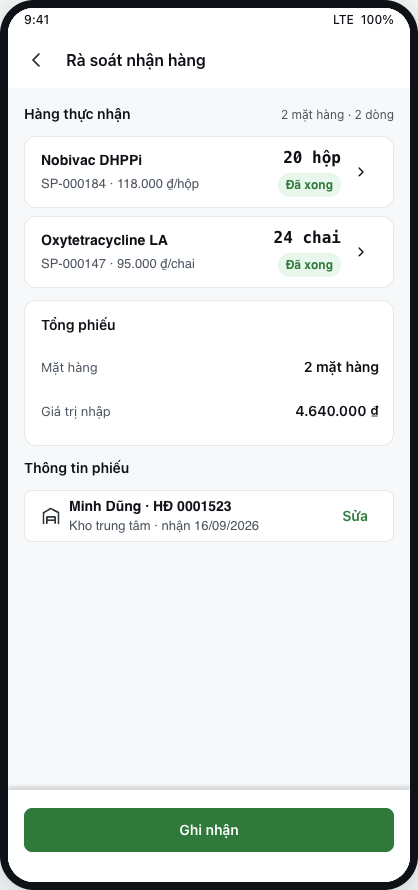 9:41 LTE 100%
Rà soát nhận hàng
Hàng thực nhận 2 mặt hàng · 2 dòng
Nobivac DHPPi 20 hộp
SP-000184 · 118.000 ₫/hộp Đã xong
Oxytetracycline LA 24 chai
SP-000147 · 95.000 ₫/chai Đã xong
Tổng phiếu
Mặt hàng 2 mặt hàng
Giá trị nhập 4.640.000 ₫
Thông tin phiếu
Minh Dũng · HĐ 0001523
Kho trung tâm · nhận 16/09/2026 Sửa
Ghi nhận